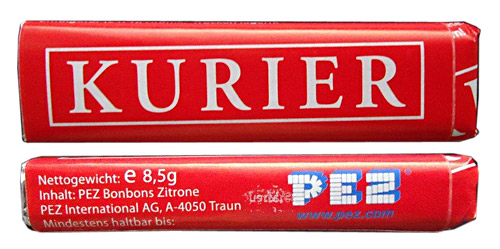 KURIER
Nettogewicht: e 8,5g
Inhalt: PEZ Bonbons Zitrone
PEZ International AG, A-4050 Traun
Mindestens haltbar bis:
PEZ
www.pez.com